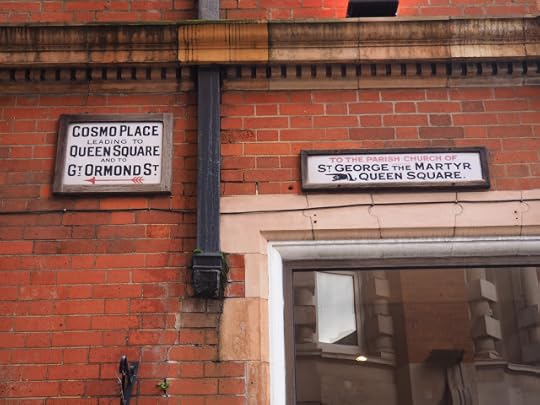 COSMO PLACE
LEADING TO
QUEEN SQUARE
AND TO
GT ORMOND ST
TO THE PARISH CHURCH OF
ST GEORGE THE MARTYR
QUEEN SQUARE.